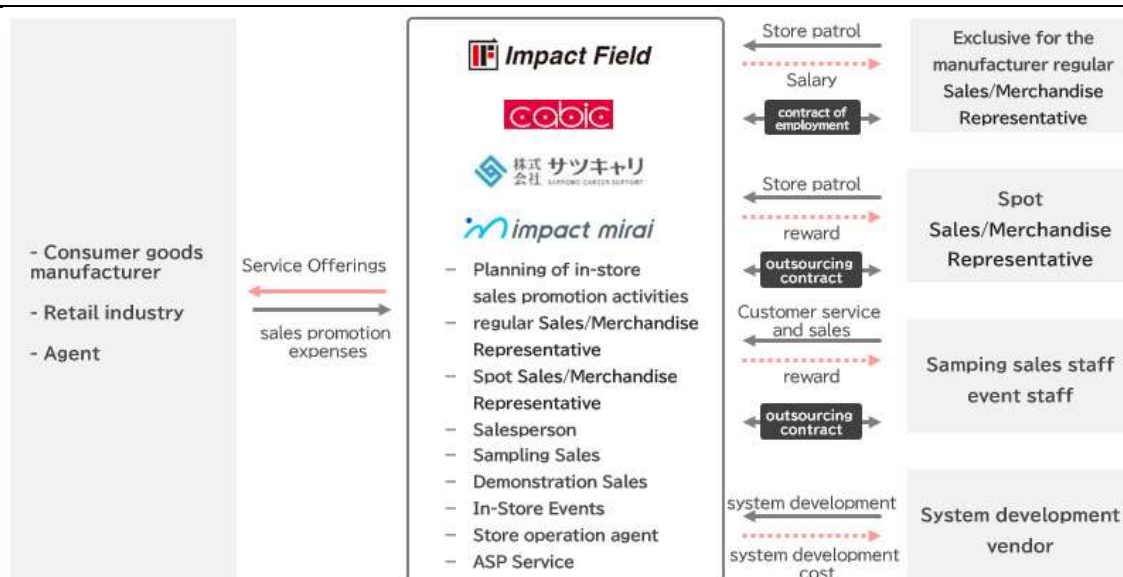 - Consumer goods
manufacturer
- Retail industry
- Agent
Service Offerings
sales promotion
expenses
Impact Field
cabic
株式
会社 サツキャリ
SAPPORO CAREER SUPPORT
impact mirai
– Planning of in-store
sales promotion activities
– regular Sales/Merchandise
Representative
– Spot Sales/Merchandise
Representative
– Salesperson
– Sampling Sales
– Demonstration Sales
– In-Store Events
– Store operation agent
– ASP Service
Store patrol
Salary
contract of
employment
Exclusive for the
manufacturer regular
Sales/Merchandise
Representative
Store patrol
reward
outsourcing
contract
Spot
Sales/Merchandise
Representative
Customer service
and sales
reward
outsourcing
contract
Samping sales staff
event staff
system development
system development
cost
System development
vendor